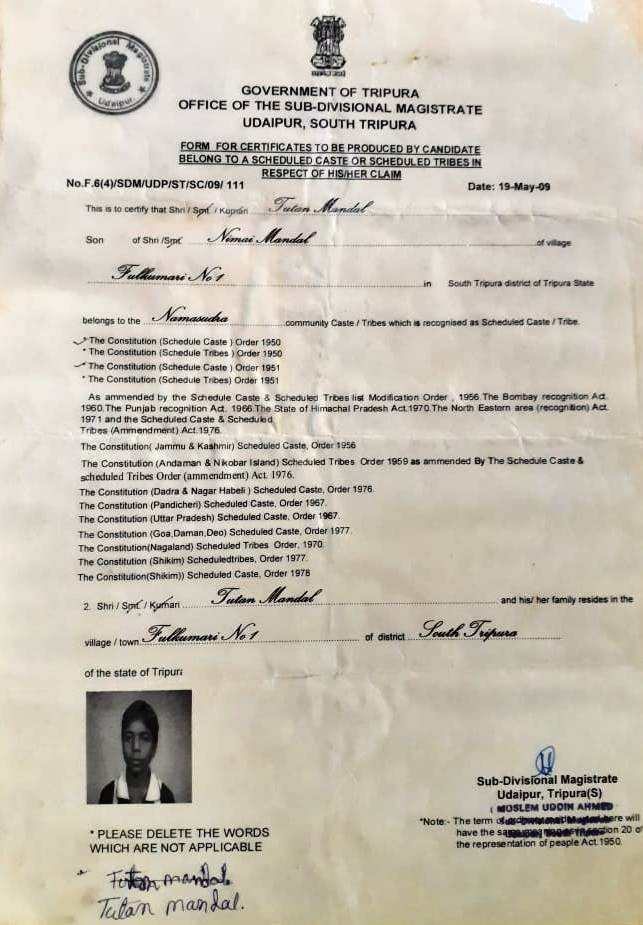 Sub-Divisional Magistrate
★ Udaipur ★
GOVERNMENT OF TRIPURA
OFFICE OF THE SUB-DIVISIONAL MAGISTRATE
UDAIPUR, SOUTH TRIPURA
FORM FOR CERTIFICATES TO BE PRODUCED BY CANDIDATE
BELONG TO A SCHEDULED CASTE OR SCHEDULED TRIBES IN
RESPECT OF HIS/HER CLAIM
No.F.6(4)/SDM/UDP/ST/SC/09/ 111 Date: 19-May-09
This is to certify that Shri / Smt. / Kumari Tutan Mandal
Son of Shri /Smt. Nimai Mandal of village
Fulkumari No 1 in South Tripura district of Tripura State
belongs to the Namasudra community Caste / Tribes which is recognised as Scheduled Caste / Tribe.
The Constitution (Schedule Caste ) Order 1950
* The Constitution (Schedule Tribes ) Order 1950
The Constitution (Schedule Caste ) Order 1951
* The Constitution (Schedule Tribes) Order 1951
As ammended by the Schedule Caste & Scheduled Tribes list Modification Order , 1956.The Bombay recognition Act.
1960.The Punjab recognition Act. 1966.The State of Himachal Pradesh Act.1970.The North Eastern area (recognition) Act.
1971 and the Scheduled Caste & Scheduled
Tribes (Ammendment) Act.1976.
The Constitution( Jammu & Kashmir) Scheduled Caste, Order 1956
The Constitution (Andaman & Nikobar Island) Scheduled Tribes Order 1959 as ammended By The Schedule Caste &
scheduled Tribes Order (ammendment) Act. 1976.
The Constitution (Dadra & Nagar Habeli ) Scheduled Caste, Order 1976.
The Constitution (Pandicheri) Scheduled Caste, Order 1967.
The Constitution (Uttar Pradesh) Scheduled Caste, Order 1967.
The Constitution (Goa,Daman,Deo) Scheduled Caste, Order 1977.
The Constitution(Nagaland) Scheduled Tribes Order, 1970.
The Constitution (Shikim) Scheduledtribes, Order 1977.
The Constitution(Shikim)) Scheduled Caste, Order 1978
2. Shri / Smt. / Kumari Tutan Mandal and his/ her family resides in the
village / town Fulkumari No 1 of district South Tripura
of the state of Tripura
Sub-Divisional Magistrate
Udaipur, Tripura(S)
( MOSLEM UDDIN AHMED
*Note:- The term here will
have the section 20 of
the representation of peaple Act.1950.
* PLEASE DELETE THE WORDS
WHICH ARE NOT APPLICABLE
mandal
Tutan mandal.